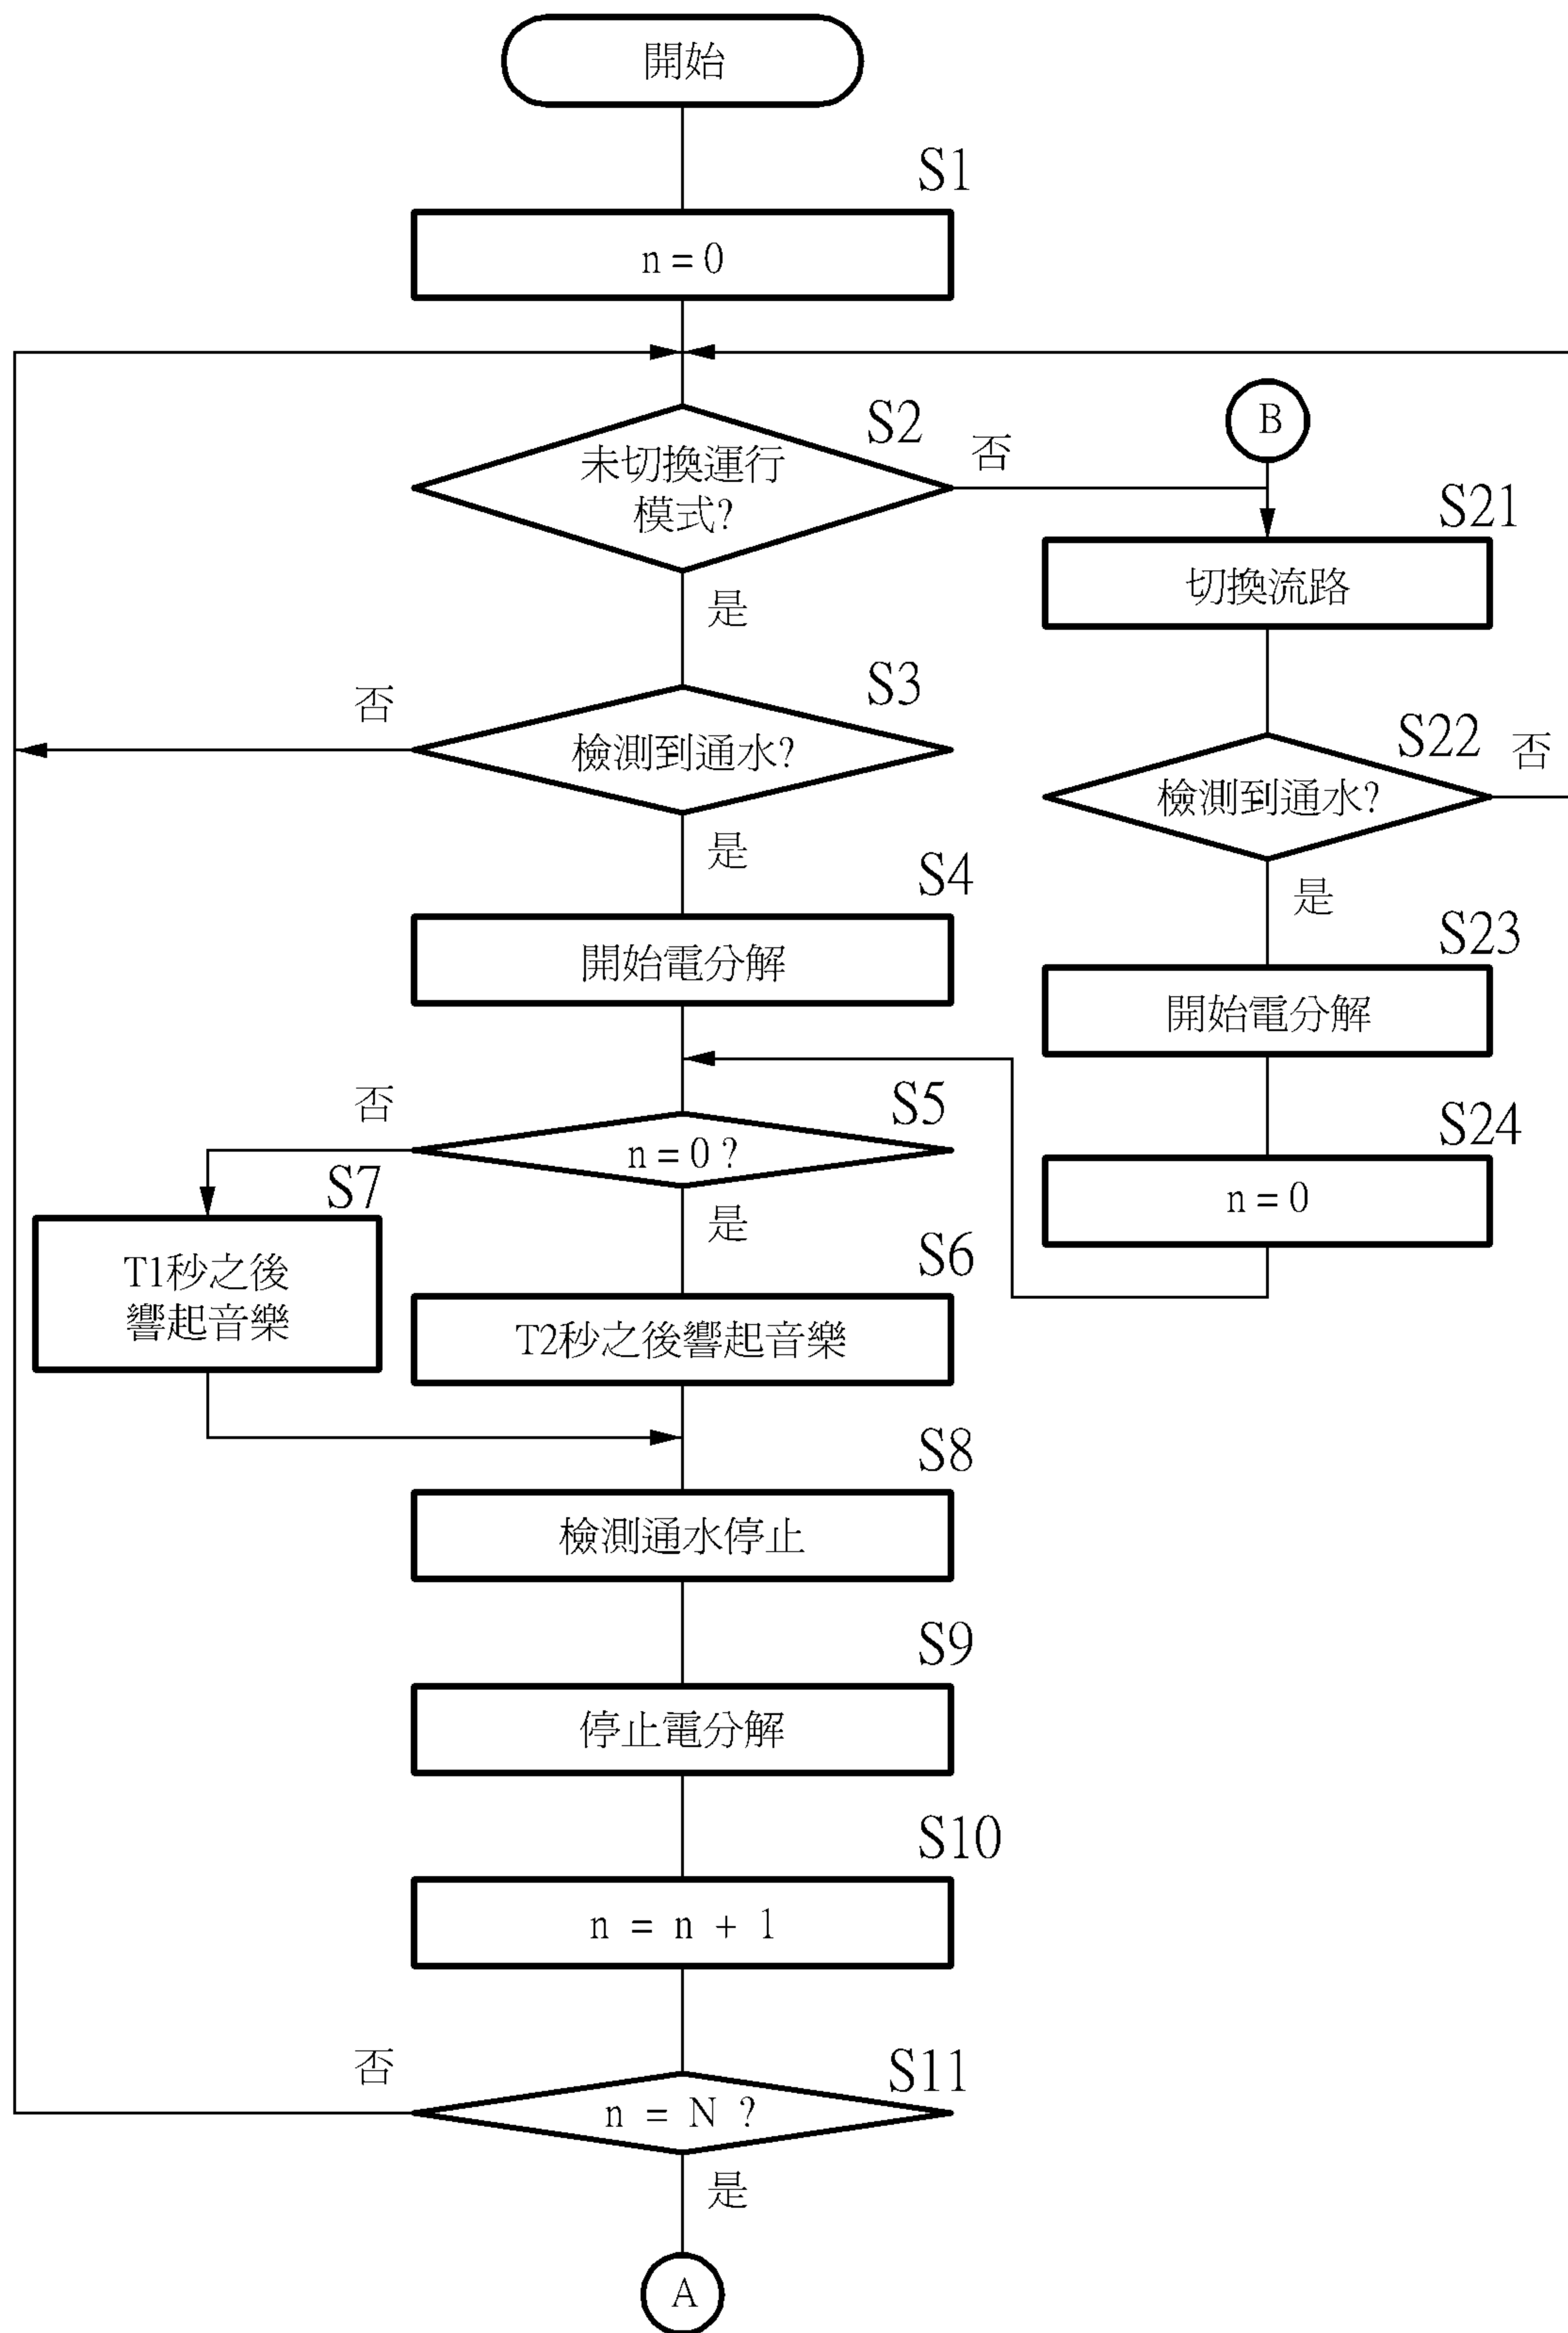 開始
S1
n = 0
S2
未切換運行
模式?
否
是
B
S21
切換流路
S3
否
檢測到通水?
是
S22
否
檢測到通水?
是
S4
開始電分解
S23
開始電分解
S5
否
n = 0 ?
是
S24
n = 0
S7
T1秒之後
響起音樂
S6
T2秒之後響起音樂
S8
檢測通水停止
S9
停止電分解
S10
n = n + 1
S11
否
n = N ?
是
A